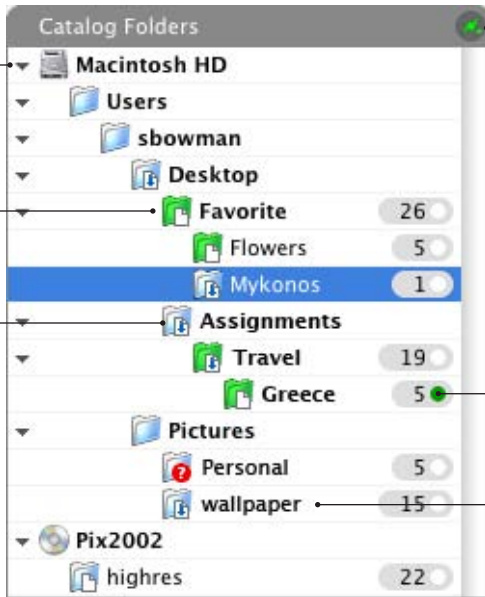 Catalog Folders
Macintosh HD
Users
sbowman
Desktop
Favorite 26
Flowers 5
Mykonos 1
Assignments
Travel 19
Greece 5
Pictures
Personal 5
wallpaper 15
Pix2002
highres 22